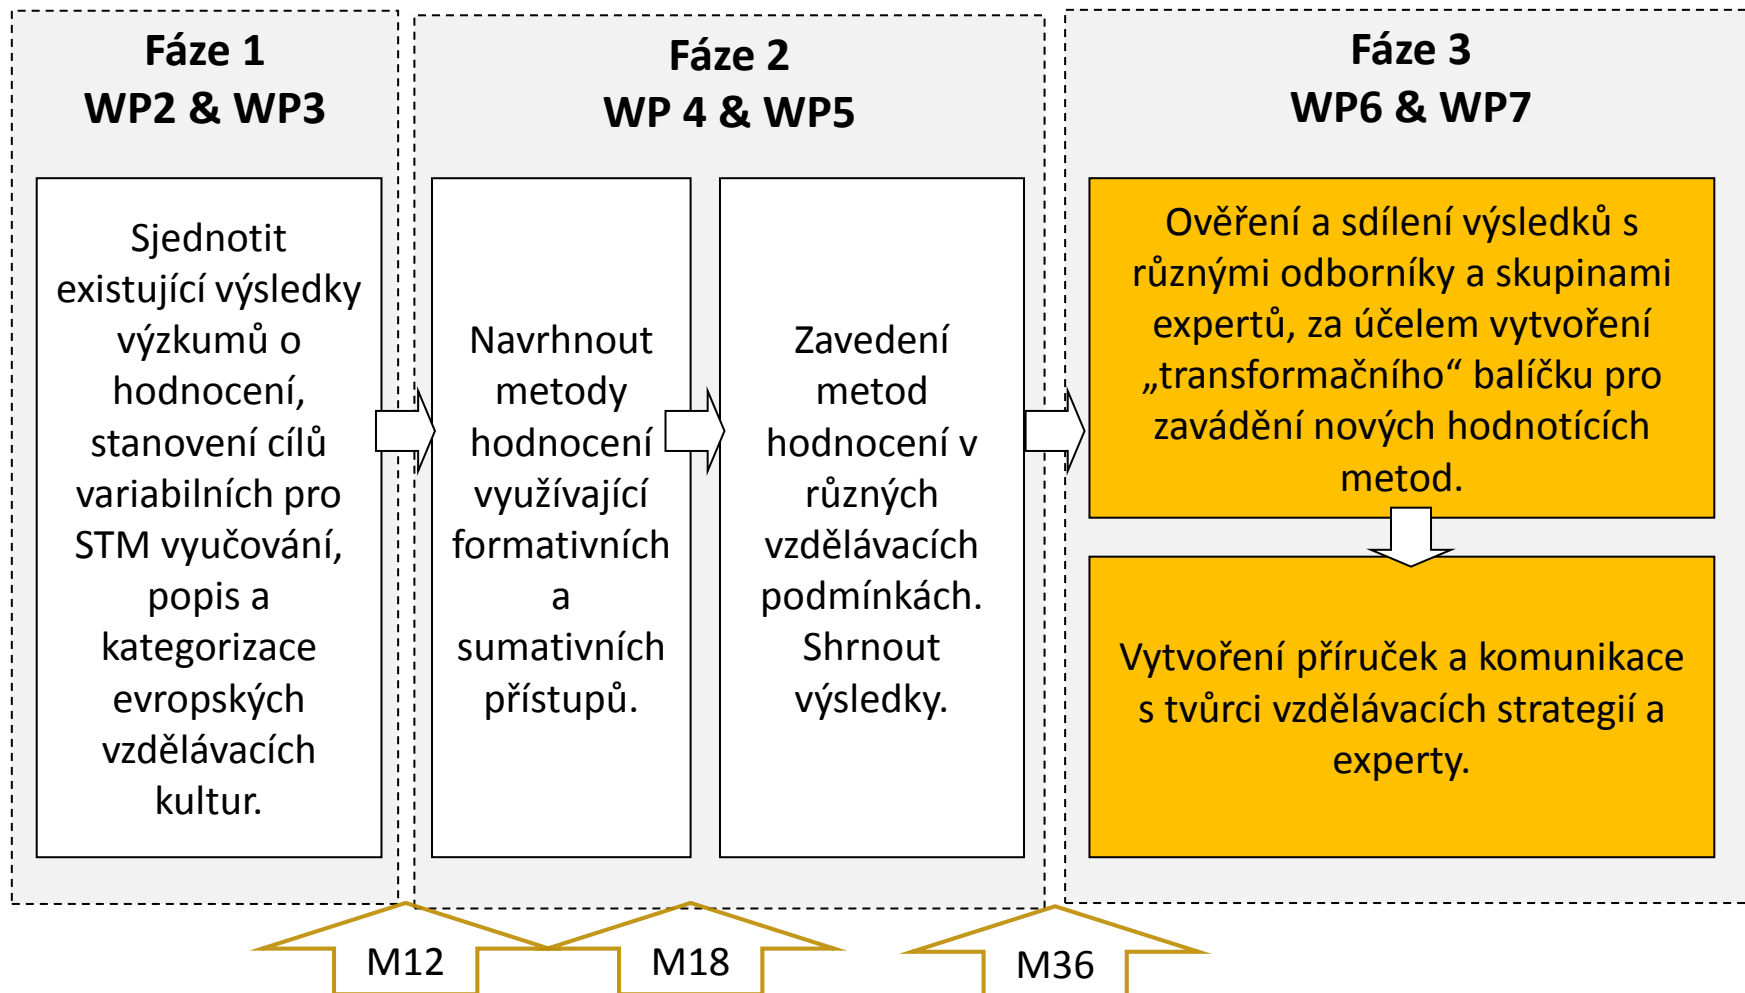 Fáze 1
WP2 & WP3
Sjednotit
existující výsledky
výzkumů o
hodnocení,
stanovení cílů
variabilních pro
STM vyučování,
popis a
kategorizace
evropských
vzdělávacích
kultur.
Fáze 2
WP 4 & WP5
Navrhnout
metody
hodnocení
využívající
formativních
a
sumativních
přístupů.
Zavedení
metod
hodnocení v
různých
vzdělávacích
podmínkách.
Shrnout
výsledky.
Fáze 3
WP6 & WP7
Ověření a sdílení výsledků s
různými odborníky a skupinami
expertů, za účelem vytvoření
„transformačního“ balíčku pro
zavádění nových hodnotících
metod.
Vytvoření příruček a komunikace
s tvůrci vzdělávacích strategií a
experty.
M12
M18
M36